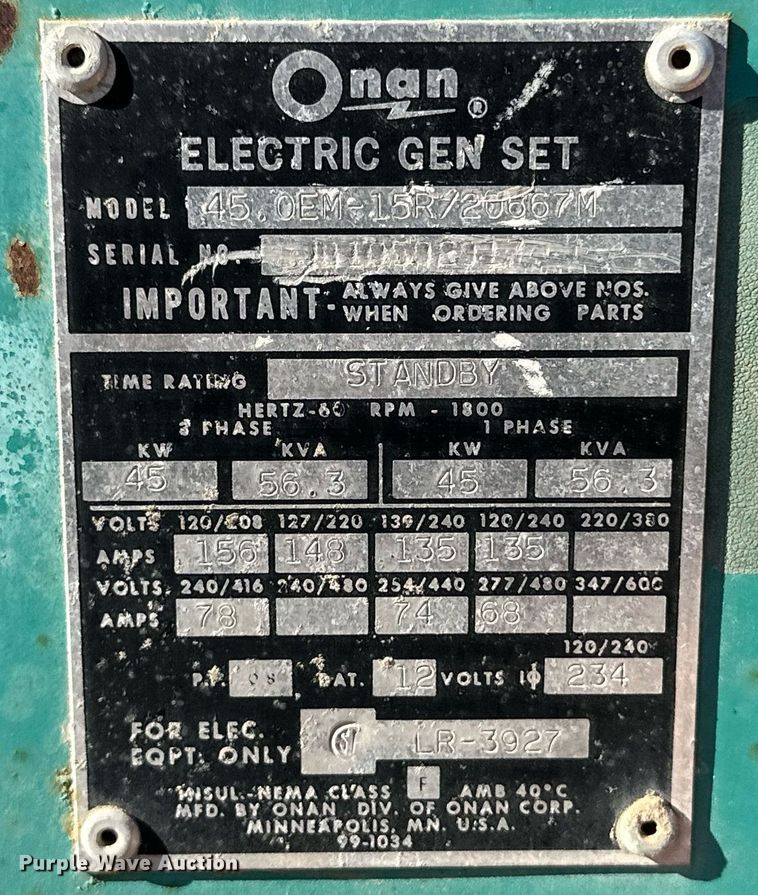 Onan ®
ELECTRIC GEN SET
MODEL 45.0EM-15R/20667M
SERIAL NO.
IMPORTANT- ALWAYS GIVE ABOVE NOS.
WHEN ORDERING PARTS
TIME RATING STANDBY
HERTZ-60 RPM - 1800
3 PHASE 1 PHASE
KW KVA KW KVA
45 56.3 45 56.3
VOLTS 120/208 127/220 139/240 120/240 220/380
AMPS 156 148 135 135
VOLTS. 240/416 240/480 254/440 277/480 347/600
AMPS 78 74 68
120/240
P.F. BAT. 12 VOLTS 1Φ 234
FOR ELEC. EQPT. ONLY LR-3927
INSUL-NEMA CLASS F AMB 40°C
MFD. BY ONAN DIV. OF ONAN CORP.
MINNEAPOLIS, MN. U.S.A.
99-1034
Purple Wave Auction